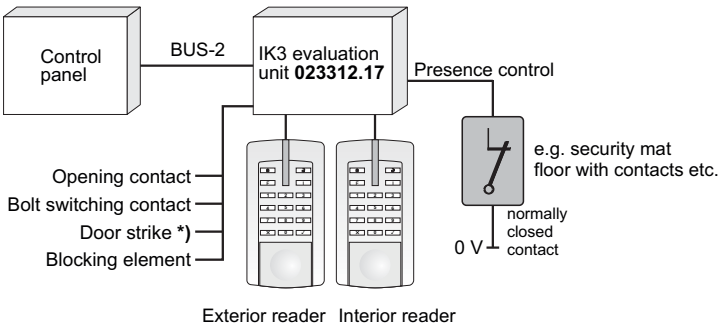 Control
panel
BUS-2
IK3 evaluation
unit 023312.17
Presence control
e.g. security mat
floor with contacts etc.
Opening contact
Bolt switching contact
Door strike *)
Blocking element
normally
closed
contact
0 V
Exterior reader
Interior reader